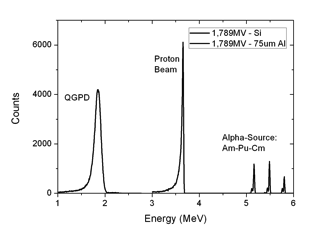 1,789MV - Si
1,789MV - 75um Al
6000
Proton
Beam
QGPD
4000
Counts
2000
Alpha-Source:
Am-Pu-Cm
0
1 2 3 4 5 6
Energy (MeV)